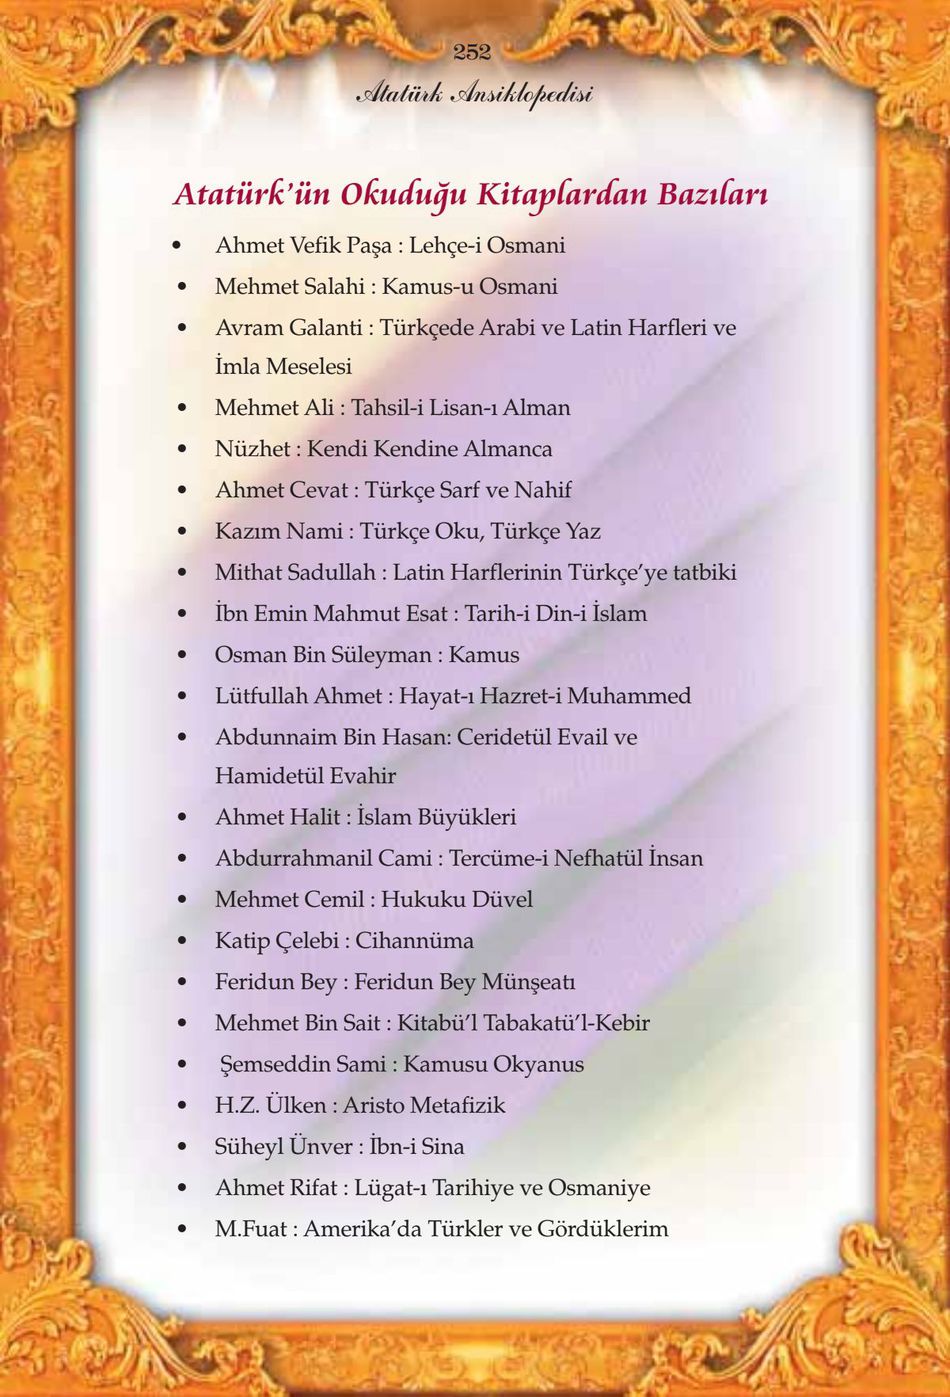 252
Atatürk Ansiklopedisi
Atatürk'ün Okuduğu Kitaplardan Bazıları
• Ahmet Vefik Paşa : Lehçe-i Osmani
• Mehmet Salahi : Kamus-u Osmani
• Avram Galanti : Türkçede Arabi ve Latin Harfleri ve
İmla Meselesi
• Mehmet Ali : Tahsil-i Lisan-ı Alman
• Nüzhet : Kendi Kendine Almanca
• Ahmet Cevat : Türkçe Sarf ve Nahif
• Kazım Nami : Türkçe Oku, Türkçe Yaz
• Mithat Sadullah : Latin Harflerinin Türkçe'ye tatbiki
• İbn Emin Mahmut Esat : Tarih-i Din-i İslam
• Osman Bin Süleyman : Kamus
• Lütfullah Ahmet : Hayat-ı Hazret-i Muhammed
• Abdunnaim Bin Hasan: Ceridetül Evail ve
Hamidetül Evahir
• Ahmet Halit : İslam Büyükleri
• Abdurrahmanil Cami : Tercüme-i Nefhatül İnsan
• Mehmet Cemil : Hukuku Düvel
• Katip Çelebi : Cihannüma
• Feridun Bey : Feridun Bey Münşeatı
• Mehmet Bin Sait : Kitabü'l Tabakatü'l-Kebir
• Şemseddin Sami : Kamusu Okyanus
• H.Z. Ülken : Aristo Metafizik
• Süheyl Ünver : İbn-i Sina
• Ahmet Rifat : Lügat-ı Tarihiye ve Osmaniye
• M.Fuat : Amerika'da Türkler ve Gördüklerim